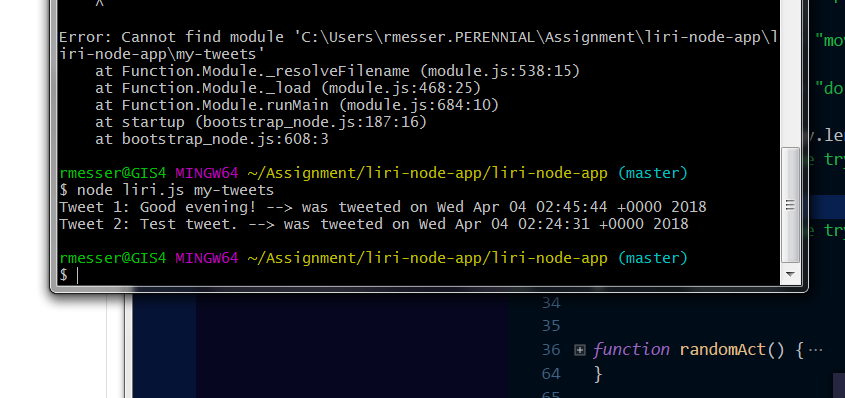 ^
Error: Cannot find module 'C:\Users\rmesser.PERENNIAL\Assignment\liri-node-app\l
iri-node-app\my-tweets'
at Function.Module._resolveFilename (module.js:538:15)
at Function.Module._load (module.js:468:25)
at Function.Module.runMain (module.js:684:10)
at startup (bootstrap_node.js:187:16)
at bootstrap_node.js:608:3
rmesser@GIS4 MINGW64 ~/Assignment/liri-node-app/liri-node-app (master)
$ node liri.js my-tweets
Tweet 1: Good evening! --> was tweeted on Wed Apr 04 02:45:44 +0000 2018
Tweet 2: Test tweet. --> was tweeted on Wed Apr 04 02:24:31 +0000 2018
rmesser@GIS4 MINGW64 ~/Assignment/liri-node-app/liri-node-app (master)
$
"mov
"do
y.len
e try
e try
34
35
36 function randomAct() {···
64 }